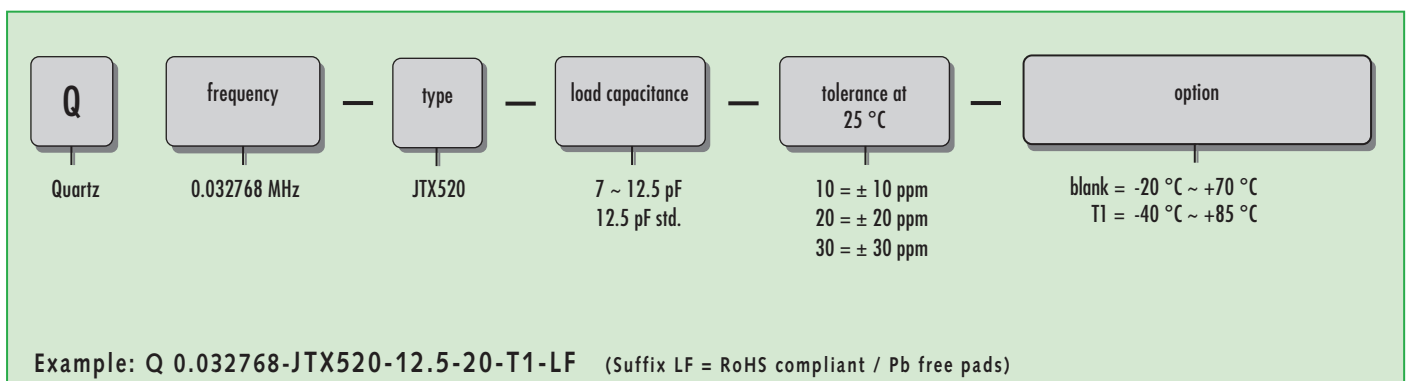 Q
frequency
—
type
—
load capacitance
—
tolerance at
25 °C
—
option
Quartz
0.032768 MHz
JTX520
7 ~ 12.5 pF
12.5 pF std.
10 = ± 10 ppm
20 = ± 20 ppm
30 = ± 30 ppm
blank = -20 °C ~ +70 °C
T1 = -40 °C ~ +85 °C
Example: Q 0.032768-JTX520-12.5-20-T1-LF (Suffix LF = RoHS compliant / Pb free pads)